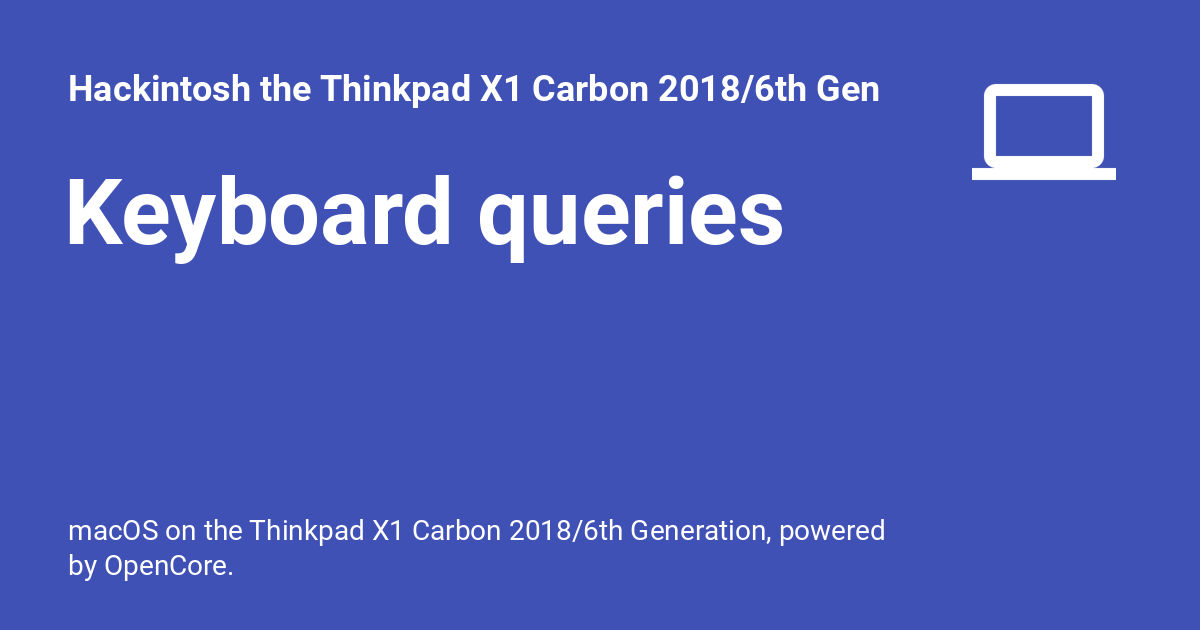 Hackintosh the Thinkpad X1 Carbon 2018/6th Gen
Keyboard queries
macOS on the Thinkpad X1 Carbon 2018/6th Generation, powered
by OpenCore.